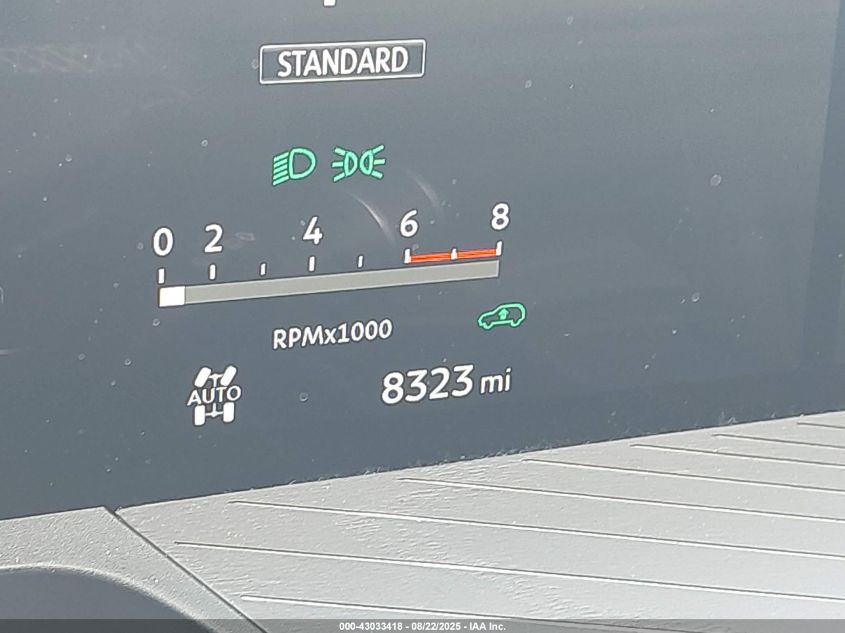 STANDARD
0 2 4 6 8
RPMx1000
AUTO
8323 mi
000-43033418 - 08/22/2025 - IAA Inc.